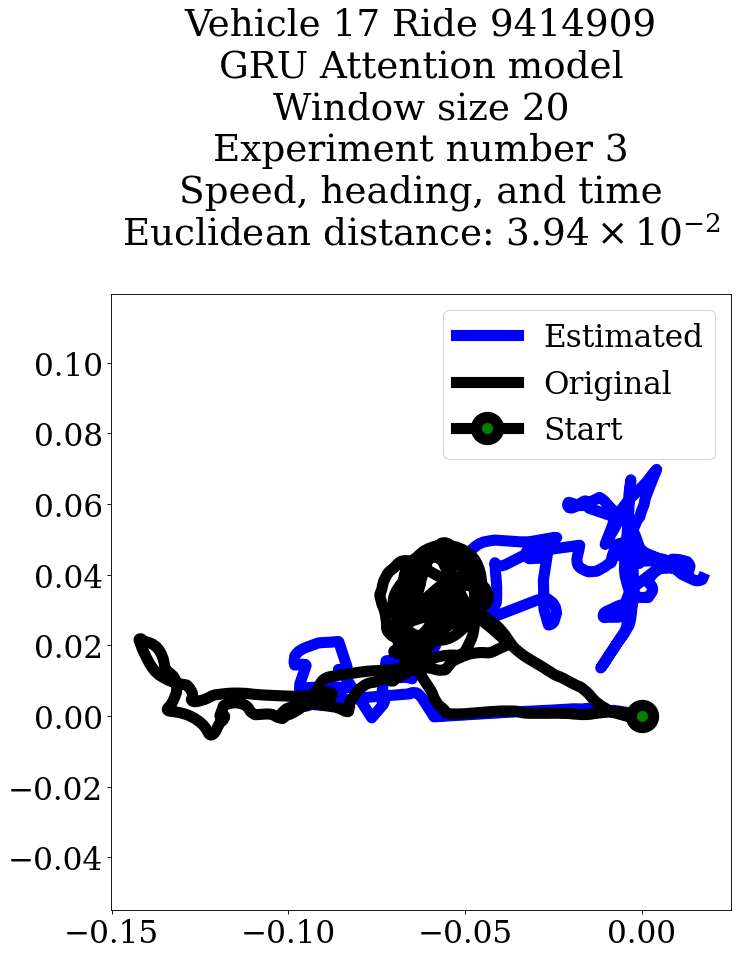 Vehicle 17 Ride 9414909
GRU Attention model
Window size 20
Experiment number 3
Speed, heading, and time
Euclidean distance: 3.94 × 10⁻²
Estimated
Original
Start
0.10
0.08
0.06
0.04
0.02
0.00
−0.02
−0.04
−0.15
−0.10
−0.05
0.00